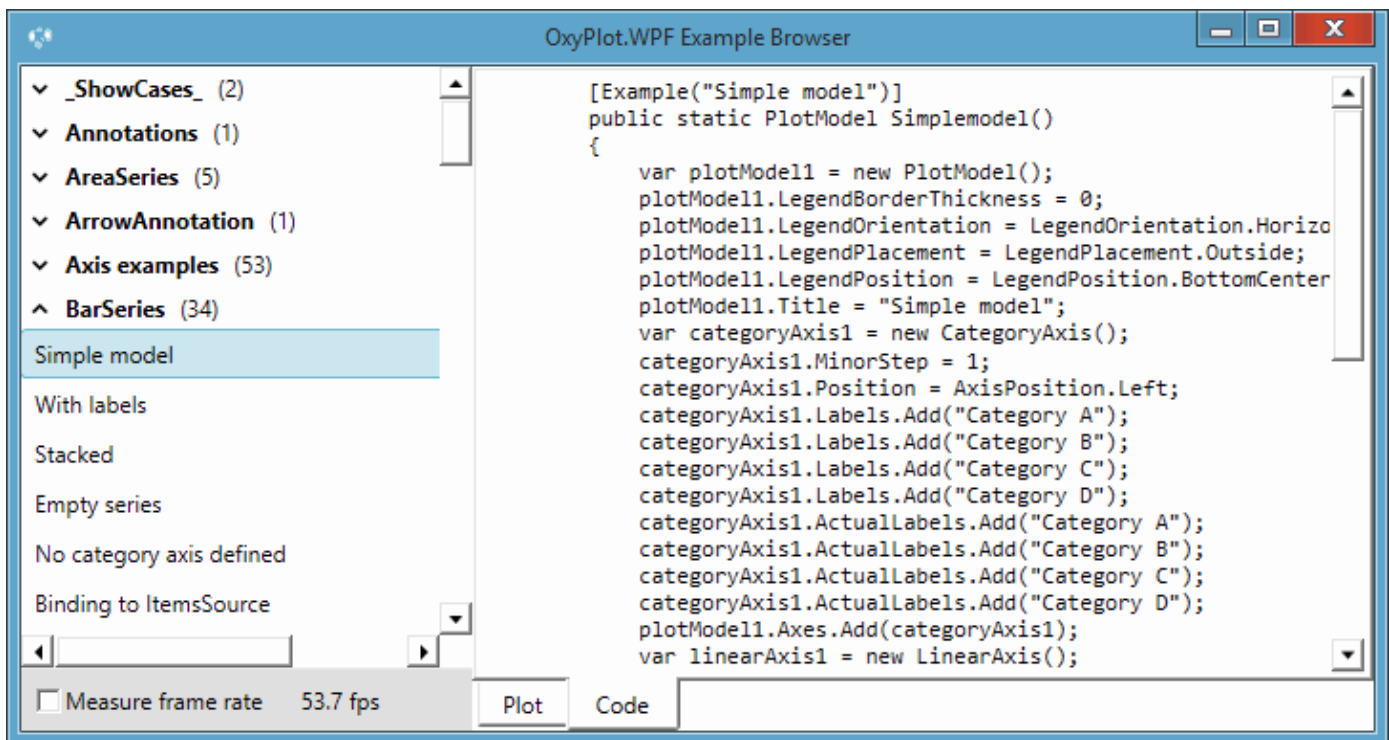 OxyPlot.WPF Example Browser
_ShowCases_ (2)
Annotations (1)
AreaSeries (5)
ArrowAnnotation (1)
Axis examples (53)
BarSeries (34)
Simple model
With labels
Stacked
Empty series
No category axis defined
Binding to ItemsSource
Measure frame rate 53.7 fps
[Example("Simple model")]
public static PlotModel Simplemodel()
{
var plotModel1 = new PlotModel();
plotModel1.LegendBorderThickness = 0;
plotModel1.LegendOrientation = LegendOrientation.Horizo
plotModel1.LegendPlacement = LegendPlacement.Outside;
plotModel1.LegendPosition = LegendPosition.BottomCenter
plotModel1.Title = "Simple model";
var categoryAxis1 = new CategoryAxis();
categoryAxis1.MinorStep = 1;
categoryAxis1.Position = AxisPosition.Left;
categoryAxis1.Labels.Add("Category A");
categoryAxis1.Labels.Add("Category B");
categoryAxis1.Labels.Add("Category C");
categoryAxis1.Labels.Add("Category D");
categoryAxis1.ActualLabels.Add("Category A");
categoryAxis1.ActualLabels.Add("Category B");
categoryAxis1.ActualLabels.Add("Category C");
categoryAxis1.ActualLabels.Add("Category D");
plotModel1.Axes.Add(categoryAxis1);
var linearAxis1 = new LinearAxis();
Plot Code